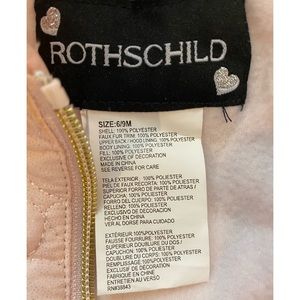 ROTHSCHILD
SIZE:6/9M
SHELL: 100% POLYESTER
FAUX FUR TRIM: 100% POLYESTER
UPPER BACK / HOOD LINING: 100% POLYESTER
BODY LINING: 100% POLYESTER
FILL: 100% POLYESTER
EXCLUSIVE OF DECORATION
MADE IN CHINA
SEE REVERSE FOR CARE
TELA EXTERIOR: 100% POLIESTER
PIEL DE FAUX RECORTA: 100% POLIESTER
SUPERIOR FORRO DE PARTE DE ATRAS /
CAPUCHA: 100% POLIESTER
FORRO DEL CUERPO: 100% POLIESTER
RELLENO: 100% POLIESTER
EXCLUSIVO DE DECORACION
HECHO EN CHINA
VER AL DORSO PARA CUIDADO
EXTÉRIEUR: 100% POLYESTER
FAUSSE FOURRURE: 100% POLYESTER
SUPERIEUR DOUBLURE DU DOS /
CAPUCHE: 100% POLYESTER
DOUBLURE DU CORPS: 100% POLYESTER
REMPLISSAGE: 100% POLYESTER
EXCLUSIF DE DECORATION
FABRIQUÉ EN CHINE
ENTRETIEN AU VERSO